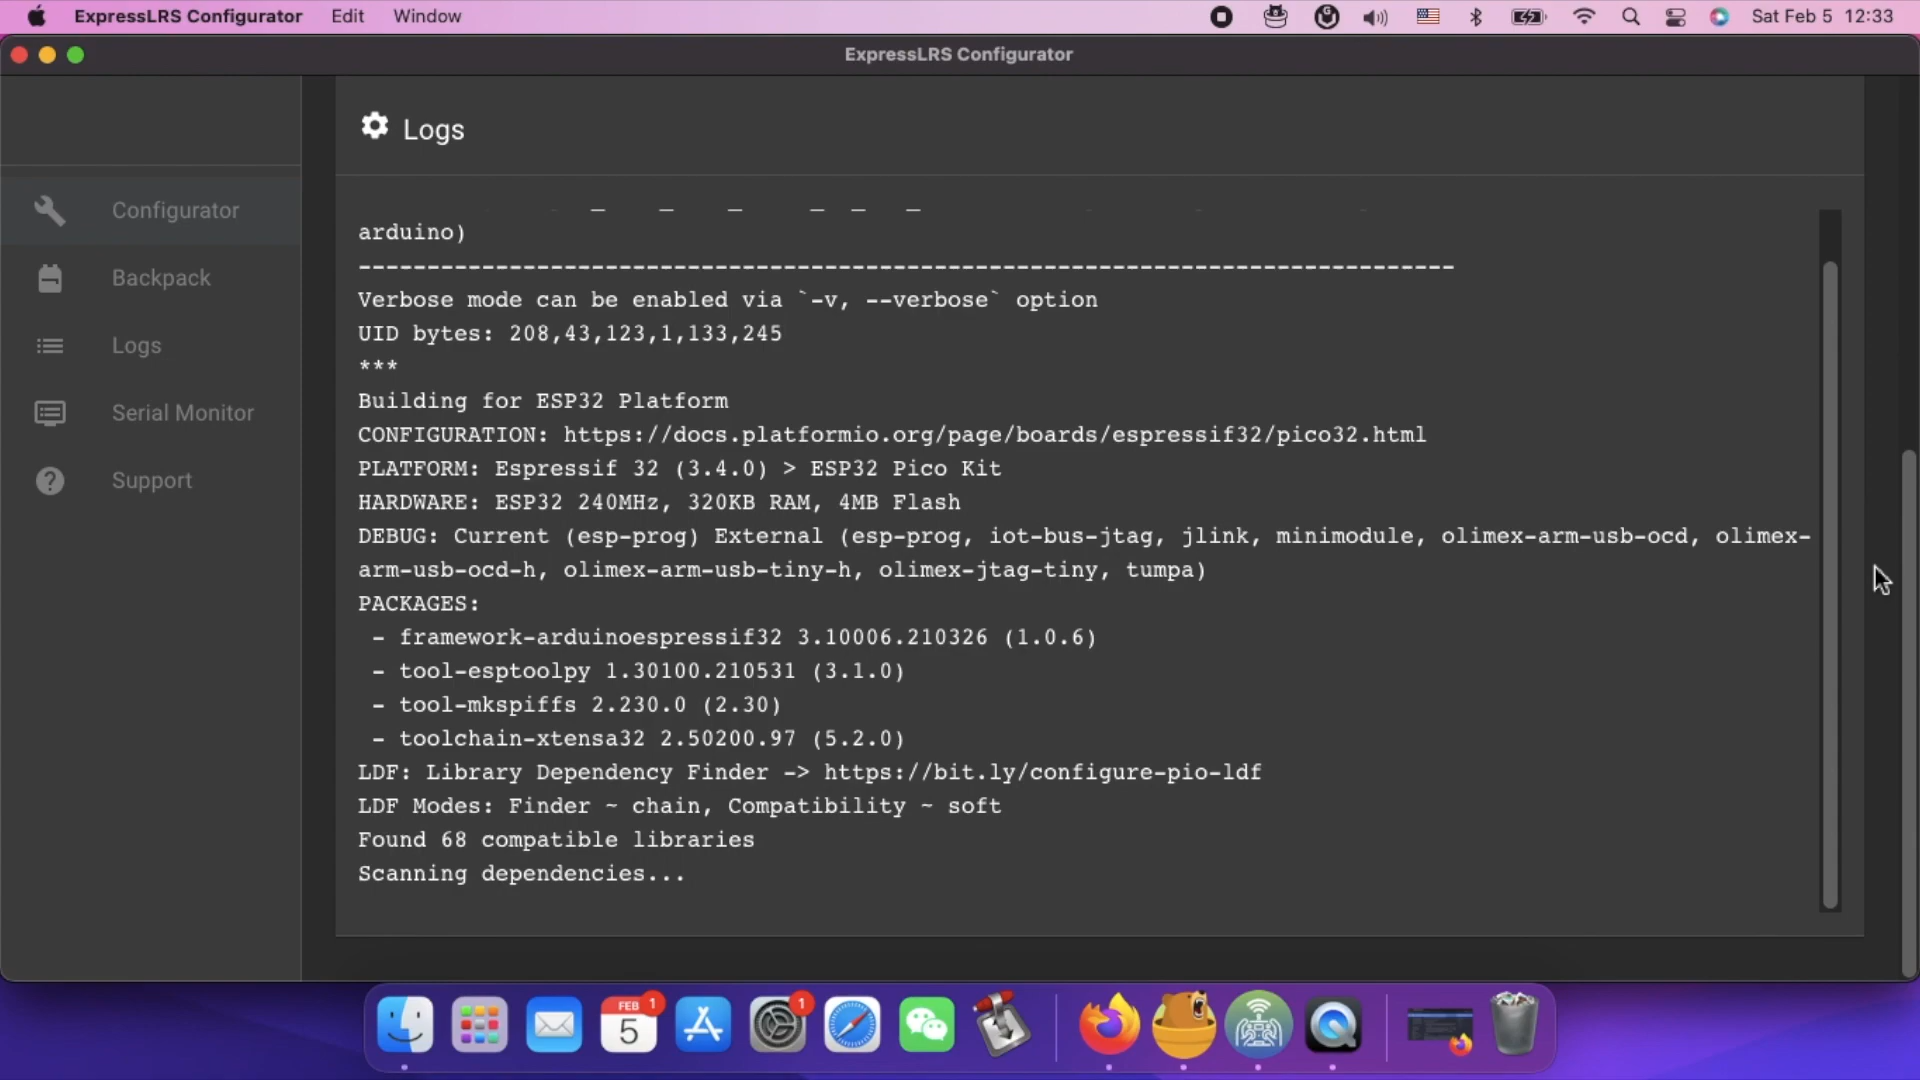 ExpressLRS Configurator Edit Window Sat Feb 5 12:33
ExpressLRS Configurator
Logs
Configurator
Backpack
Logs
Serial Monitor
Support
arduino)
--------------------------------------------------------------------------------
Verbose mode can be enabled via `-v, --verbose` option
UID bytes: 208,43,123,1,133,245
***
Building for ESP32 Platform
CONFIGURATION: https://docs.platformio.org/page/boards/espressif32/pico32.html
PLATFORM: Espressif 32 (3.4.0) > ESP32 Pico Kit
HARDWARE: ESP32 240MHz, 320KB RAM, 4MB Flash
DEBUG: Current (esp-prog) External (esp-prog, iot-bus-jtag, jlink, minimodule, olimex-arm-usb-ocd, olimex-
arm-usb-ocd-h, olimex-arm-usb-tiny-h, olimex-jtag-tiny, tumpa)
PACKAGES:
- framework-arduinoespressif32 3.10006.210326 (1.0.6)
- tool-esptoolpy 1.30100.210531 (3.1.0)
- tool-mkspiffs 2.230.0 (2.30)
- toolchain-xtensa32 2.50200.97 (5.2.0)
LDF: Library Dependency Finder -> https://bit.ly/configure-pio-ldf
LDF Modes: Finder ~ chain, Compatibility ~ soft
Found 68 compatible libraries
Scanning dependencies...
FEB 1 1
5